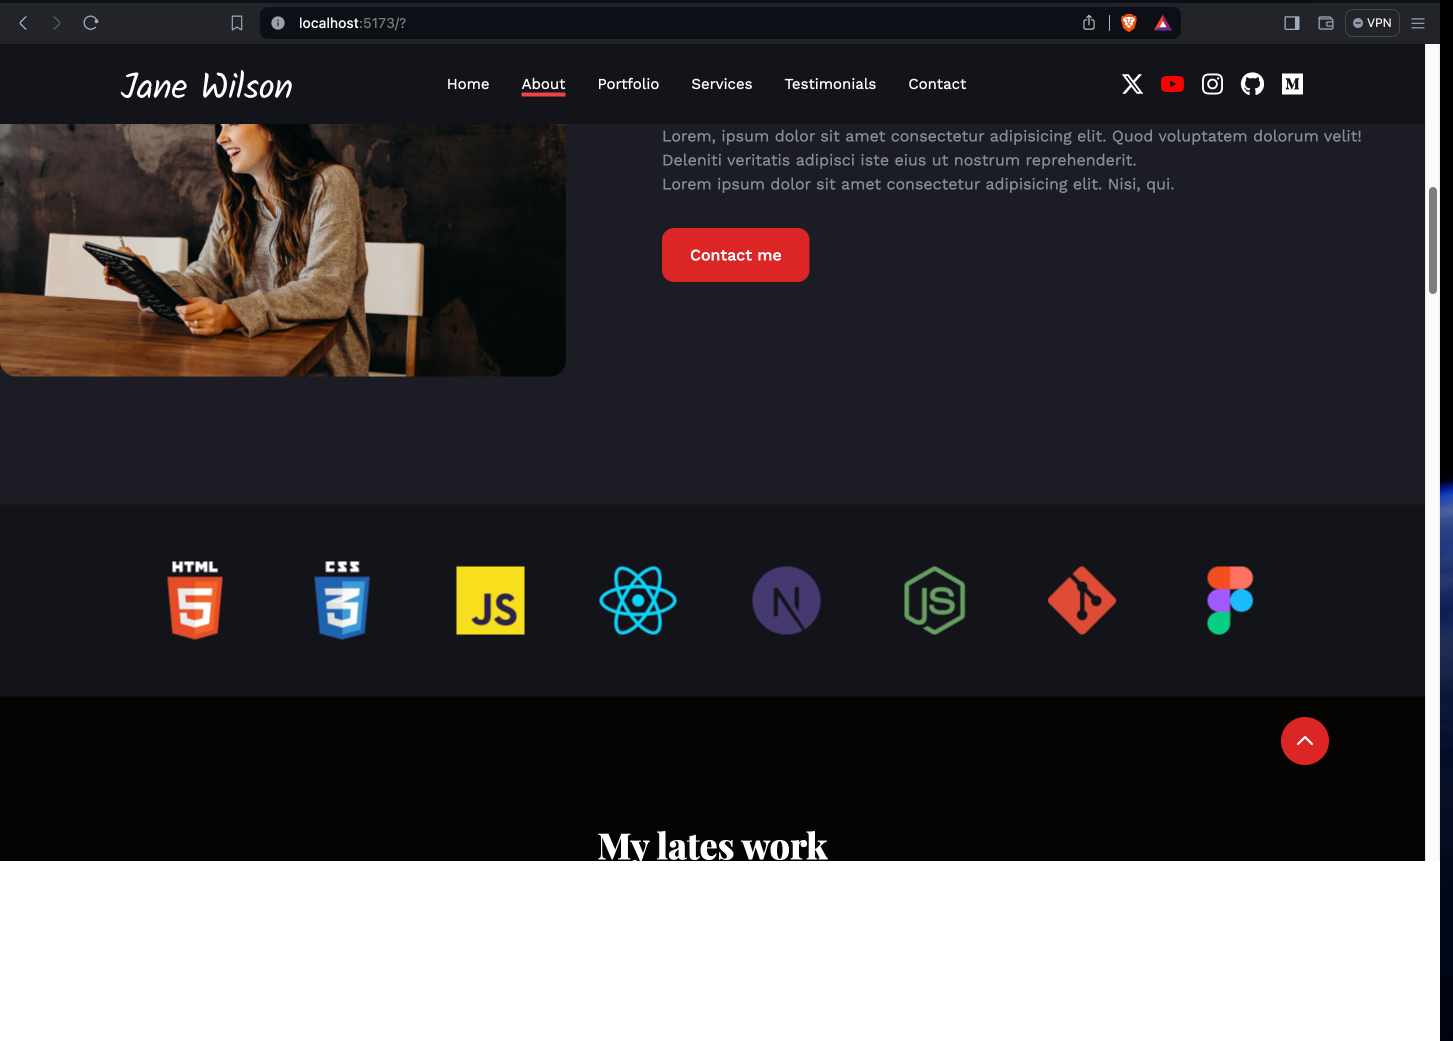 localhost:5173/?
VPN
Jane Wilson
Home
About
Portfolio
Services
Testimonials
Contact
M
Lorem, ipsum dolor sit amet consectetur adipisicing elit. Quod voluptatem dolorum velit!
Deleniti veritatis adipisci iste eius ut nostrum reprehenderit.
Lorem ipsum dolor sit amet consectetur adipisicing elit. Nisi, qui.
Contact me
HTML
5
CSS
3
JS
N
JS
My lates work